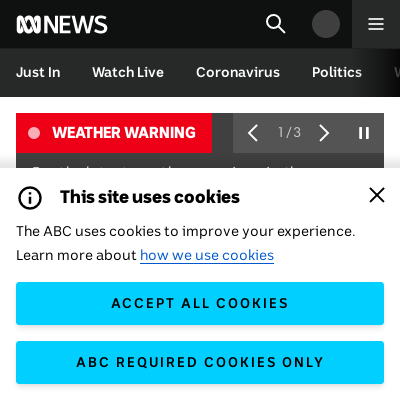 NEWS
Just In Watch Live Coronavirus Politics
WEATHER WARNING 1/3
This site uses cookies
The ABC uses cookies to improve your experience.
Learn more about how we use cookies
ACCEPT ALL COOKIES
ABC REQUIRED COOKIES ONLY